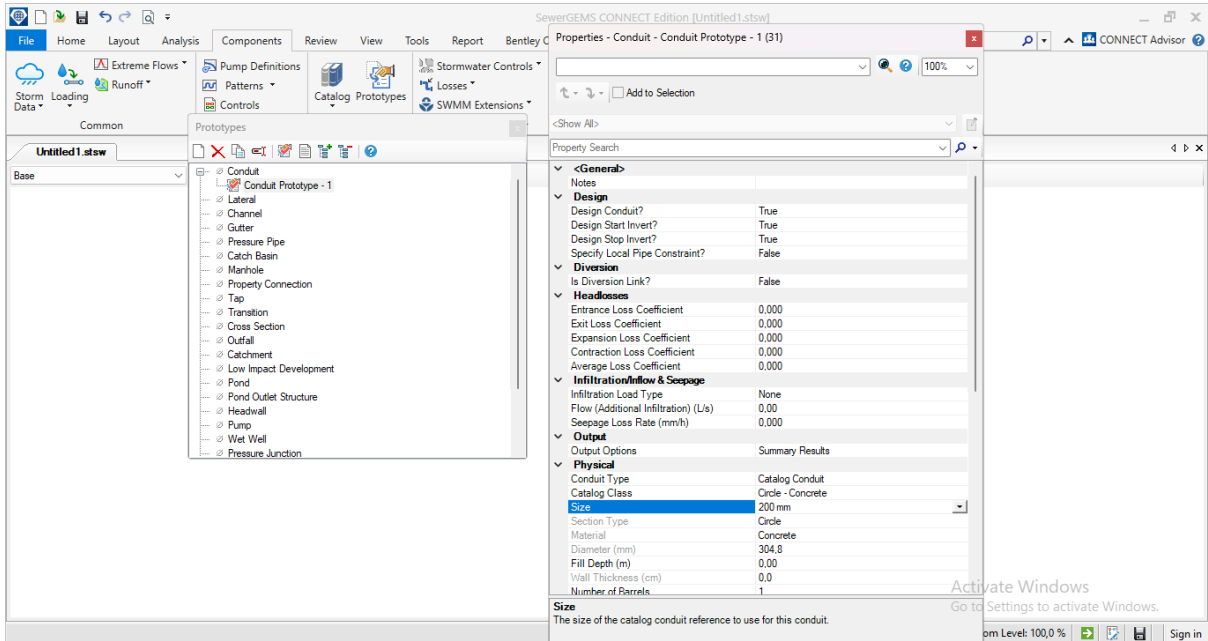 SewerGEMS CONNECT Edition [Untitled1.stsw]
File Home Layout Analysis Components Review View Tools Report Bentley C
CONNECT Advisor
Storm Data
Loading
Extreme Flows
Runoff
Common
Pump Definitions
Patterns
Controls
Catalog
Prototypes
Stormwater Controls
Losses
SWMM Extensions
Untitled1.stsw
Base
Prototypes
Conduit
Conduit Prototype - 1
Lateral
Channel
Gutter
Pressure Pipe
Catch Basin
Manhole
Property Connection
Tap
Transition
Cross Section
Outfall
Catchment
Low Impact Development
Pond
Pond Outlet Structure
Headwall
Pump
Wet Well
Pressure Junction
Properties - Conduit - Conduit Prototype - 1 (31)
x
100%
Add to Selection
<Show All>
Property Search
<General>
Notes
Design
Design Conduit? True
Design Start Invert? True
Design Stop Invert? True
Specify Local Pipe Constraint? False
Diversion
Is Diversion Link? False
Headlosses
Entrance Loss Coefficient 0,000
Exit Loss Coefficient 0,000
Expansion Loss Coefficient 0,000
Contraction Loss Coefficient 0,000
Average Loss Coefficient 0,000
Infiltration/Inflow & Seepage
Infiltration Load Type None
Flow (Additional Infiltration) (L/s) 0,00
Seepage Loss Rate (mm/h) 0,000
Output
Output Options Summary Results
Physical
Conduit Type Catalog Conduit
Catalog Class Circle - Concrete
Size 200 mm
Section Type Circle
Material Concrete
Diameter (mm) 304,8
Fill Depth (m) 0,00
Wall Thickness (cm) 0,0
Number of Barrels 1
Size
The size of the catalog conduit reference to use for this conduit.
Activate Windows
Go to Settings to activate Windows.
om Level: 100,0 % Sign in